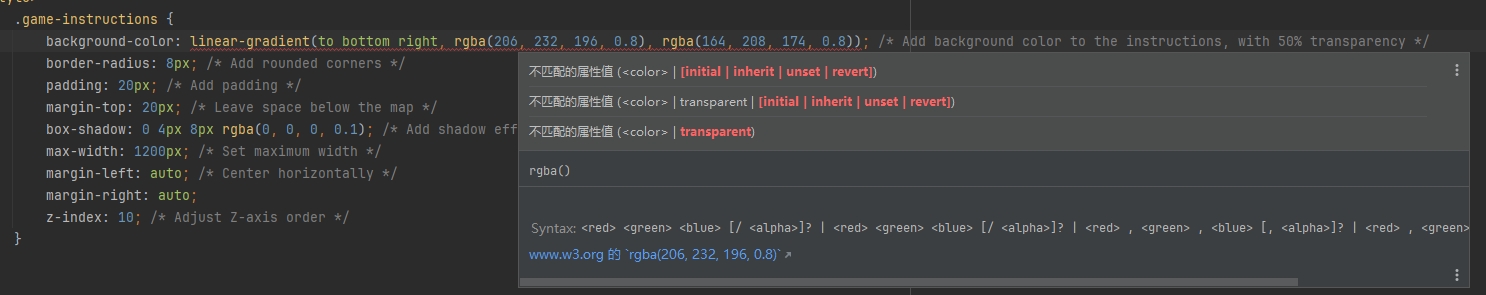 .game-instructions {
background-color: linear-gradient(to bottom right, rgba(206, 232, 196, 0.8), rgba(164, 208, 174, 0.8)); /* Add background color to the instructions, with 50% transparency */
border-radius: 8px; /* Add rounded corners */
padding: 20px; /* Add padding */
margin-top: 20px; /* Leave space below the map */
box-shadow: 0 4px 8px rgba(0, 0, 0, 0.1); /* Add shadow eff
max-width: 1200px; /* Set maximum width */
margin-left: auto; /* Center horizontally */
margin-right: auto;
z-index: 10; /* Adjust Z-axis order */
}
不匹配的属性值 (<color> | [initial | inherit | unset | revert])
不匹配的属性值 (<color> | transparent | [initial | inherit | unset | revert])
不匹配的属性值 (<color> | transparent)
rgba()
Syntax: <red> <green> <blue> [/ <alpha>]? | <red> <green> <blue> [/ <alpha>]? | <red> , <green> , <blue> [, <alpha>]? | <red> , <green>
www.w3.org 的 `rgba(206, 232, 196, 0.8)`